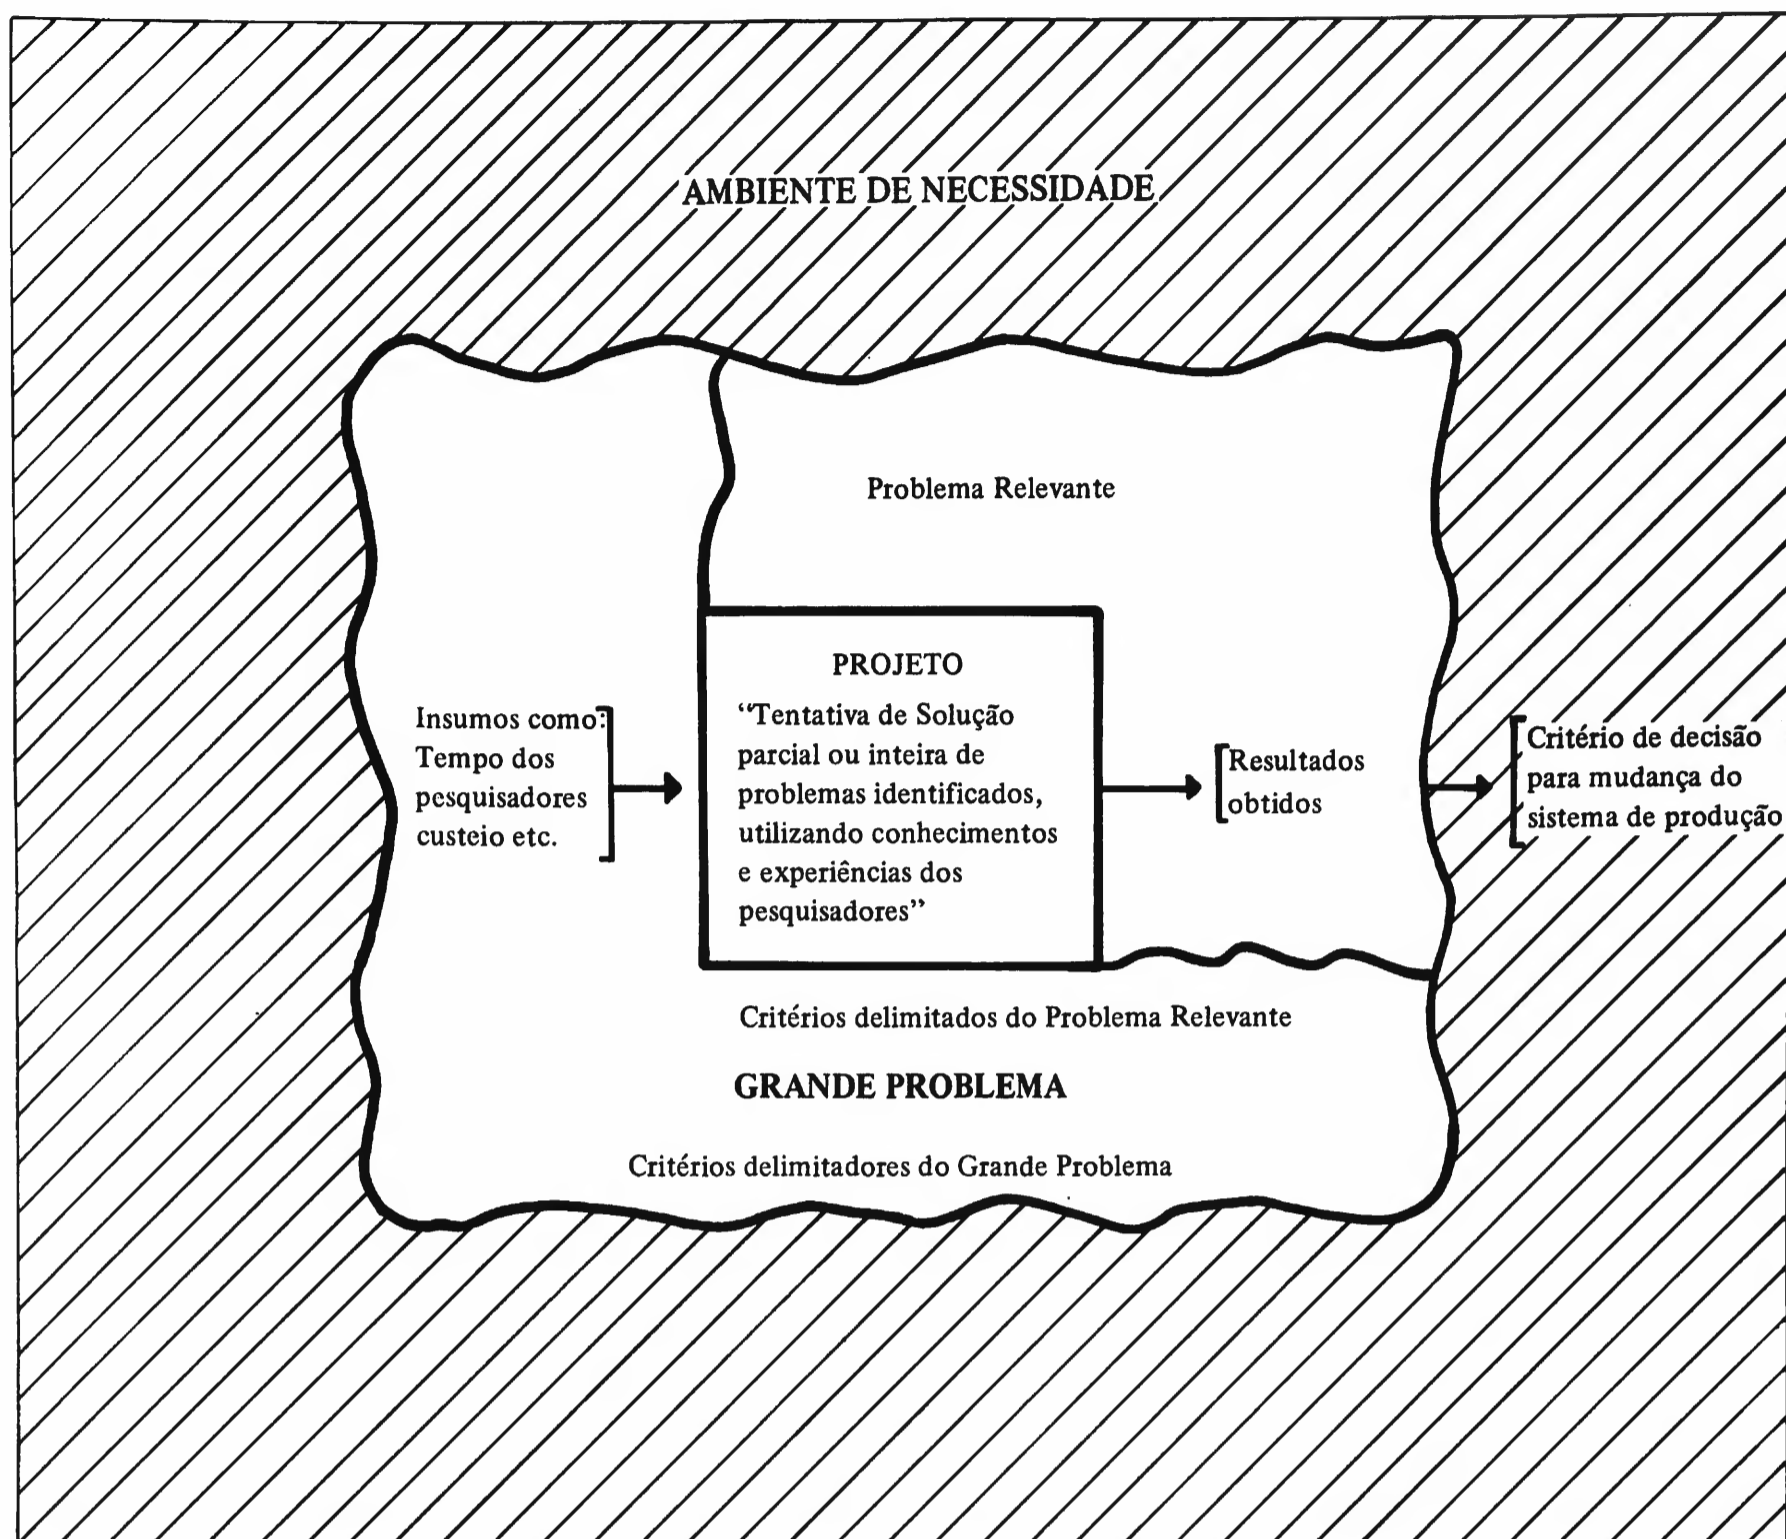 AMBIENTE DE NECESSIDADE
Problema Relevante
PROJETO
“Tentativa de Solução
parcial ou inteira de
problemas identificados,
utilizando conhecimentos
e experiências dos
pesquisadores”
Insumos como:
Tempo dos
pesquisadores
custeio etc.
Resultados
obtidos
Critério de decisão
para mudança do
sistema de produção
Critérios delimitados do Problema Relevante
GRANDE PROBLEMA
Critérios delimitadores do Grande Problema